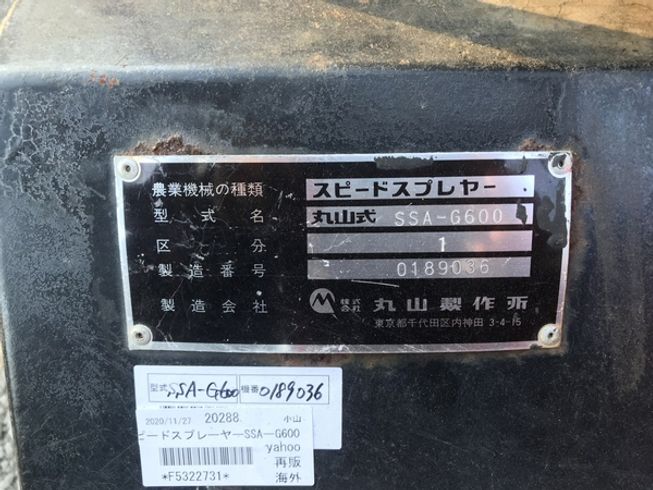 農業機械の種類 スピードスプレヤー
型式名 丸山式 SSA-G600
区分 1
製造番号 0189036
製造会社 株式会社 丸山製作所
東京都千代田区内神田 3-4-15
型式 SSA-G600 機番 0189036
2020/11/27 20288 小山
ピードスプレーヤーSSA-G600
yahoo
再販
*F5322731* 海外